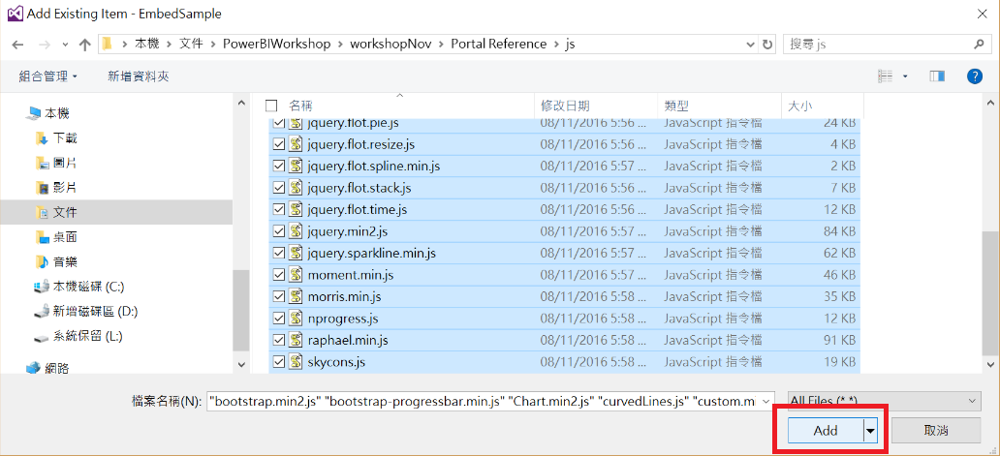 Add Existing Item - EmbedSample
本機 文件 PowerBIWorkshop workshopNov Portal Reference js
搜尋 js
組合管理 新增資料夾
本機
下載
圖片
影片
文件
桌面
音樂
本機磁碟 (C:)
新增磁碟區 (D:)
系統保留 (L:)
網路
名稱 修改日期 類型 大小
jquery.flot.pie.js 08/11/2016 5:56 ... JavaScript 指令檔 24 KB
jquery.flot.resize.js 08/11/2016 5:56 ... JavaScript 指令檔 4 KB
jquery.flot.spline.min.js 08/11/2016 5:57 ... JavaScript 指令檔 2 KB
jquery.flot.stack.js 08/11/2016 5:56 ... JavaScript 指令檔 7 KB
jquery.flot.time.js 08/11/2016 5:56 ... JavaScript 指令檔 12 KB
jquery.min2.js 08/11/2016 5:57 ... JavaScript 指令檔 84 KB
jquery.sparkline.min.js 08/11/2016 5:57 ... JavaScript 指令檔 62 KB
moment.min.js 08/11/2016 5:57 ... JavaScript 指令檔 46 KB
morris.min.js 08/11/2016 5:58 ... JavaScript 指令檔 35 KB
nprogress.js 08/11/2016 5:58 ... JavaScript 指令檔 12 KB
raphael.min.js 08/11/2016 5:58 ... JavaScript 指令檔 91 KB
skycons.js 08/11/2016 5:58 ... JavaScript 指令檔 19 KB
檔案名稱(N): "bootstrap.min2.js" "bootstrap-progressbar.min.js" "Chart.min2.js" "curvedLines.js" "custom.m
All Files (*.*)
Add 取消